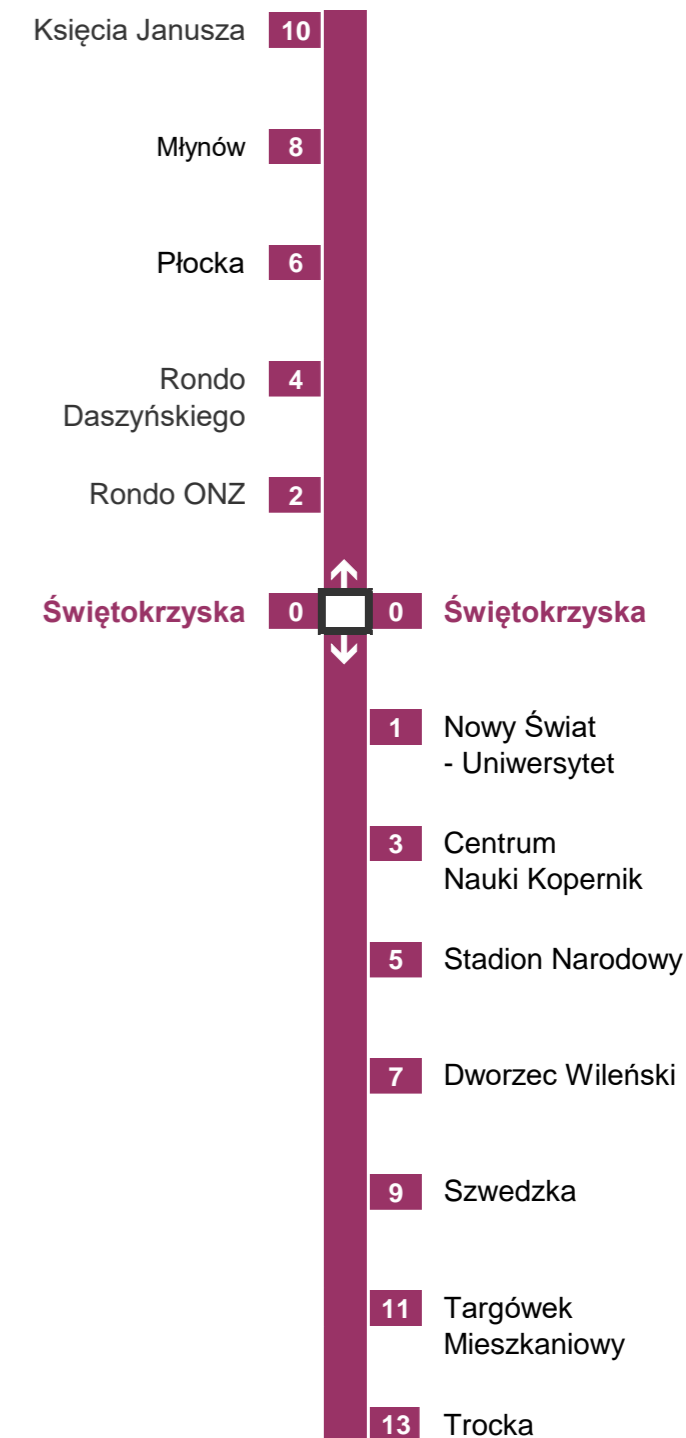 Księcia Janusza 10
Młynów 8
Płocka 6
Rondo 4
Daszyńskiego
Rondo ONZ 2
Świętokrzyska 0 0 Świętokrzyska
1 Nowy Świat
- Uniwersytet
3 Centrum
Nauki Kopernik
5 Stadion Narodowy
7 Dworzec Wileński
9 Szwedzka
11 Targówek
Mieszkaniowy
13 Trocka